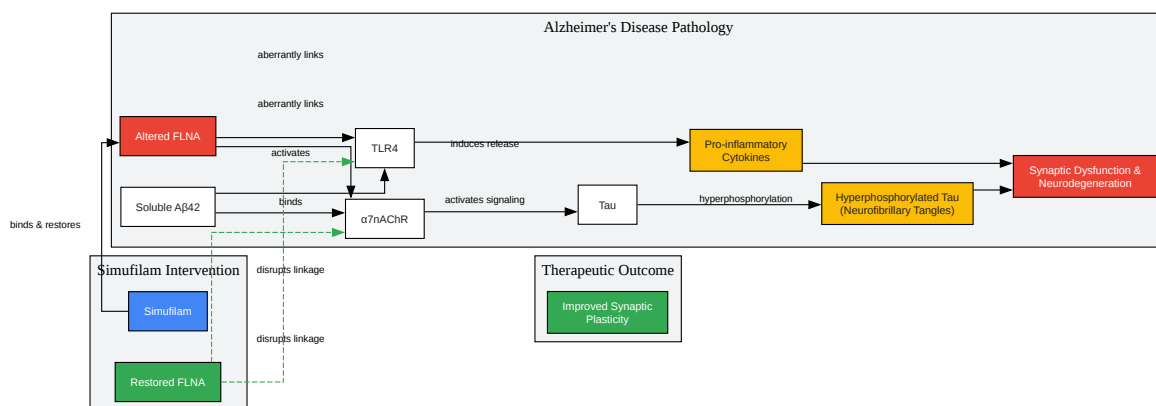 Alzheimer's Disease Pathology
aberrantly links
aberrantly links
Altered FLNA
activates
TLR4
induces release
Pro-inflammatory
Cytokines
Synaptic Dysfunction &
Neurodegeneration
Soluble Aβ42
binds
α7nAChR
activates signaling
Tau
hyperphosphorylation
Hyperphosphorylated Tau
(Neurofibrillary Tangles)
binds & restores
Simufilam Intervention
disrupts linkage
Simufilam
disrupts linkage
Restored FLNA
Therapeutic Outcome
Improved Synaptic
Plasticity